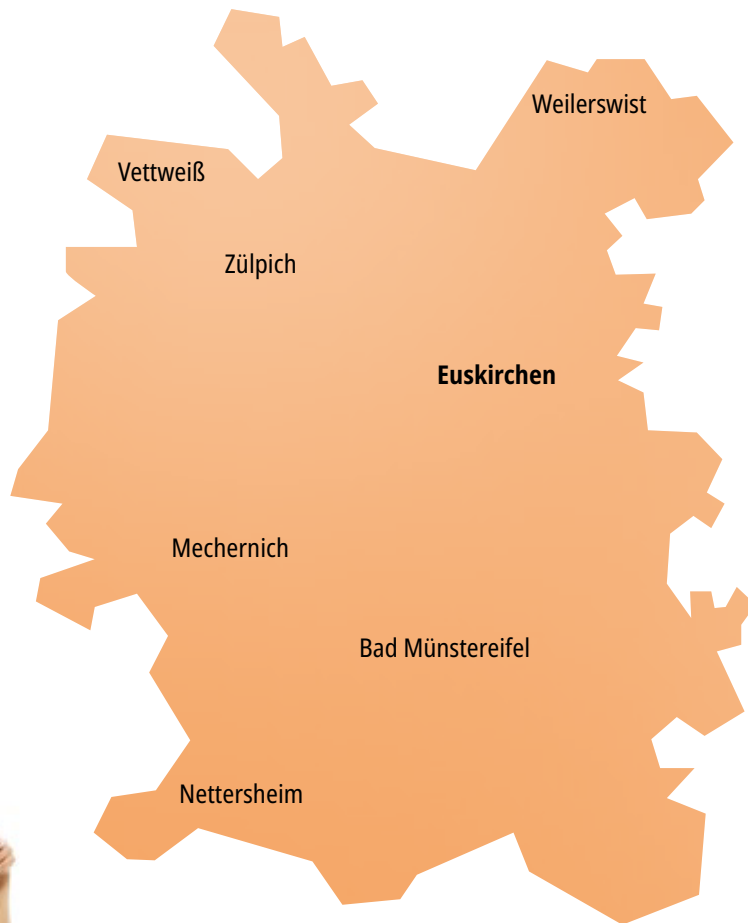 Weilerswist
Vettweiß
Zülpich
Euskirchen
Mechernich
Bad Münstereifel
Nettersheim